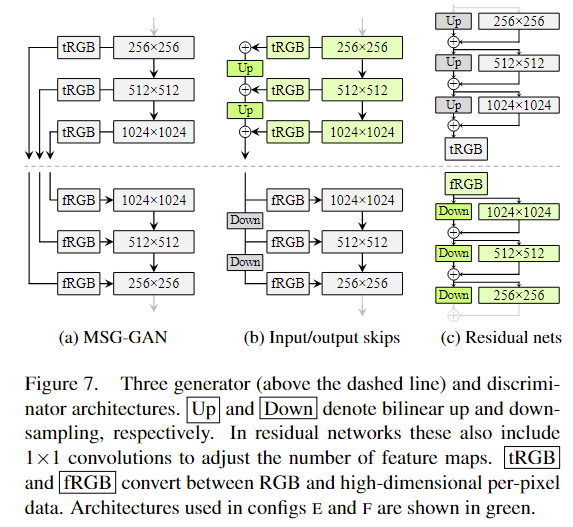 tRGB 256×256
tRGB 512×512
tRGB 1024×1024
fRGB 1024×1024
fRGB 512×512
fRGB 256×256
(a) MSG-GAN
tRGB 256×256
Up
tRGB 512×512
Up
tRGB 1024×1024
fRGB 1024×1024
Down
fRGB 512×512
Down
fRGB 256×256
(b) Input/output skips
Up 256×256
Up 512×512
Up 1024×1024
tRGB
fRGB
Down 1024×1024
Down 512×512
Down 256×256
(c) Residual nets
Figure 7. Three generator (above the dashed line) and discrimi-
nator architectures. Up and Down denote bilinear up and down-
sampling, respectively. In residual networks these also include
1×1 convolutions to adjust the number of feature maps. tRGB
and fRGB convert between RGB and high-dimensional per-pixel
data. Architectures used in configs E and F are shown in green.